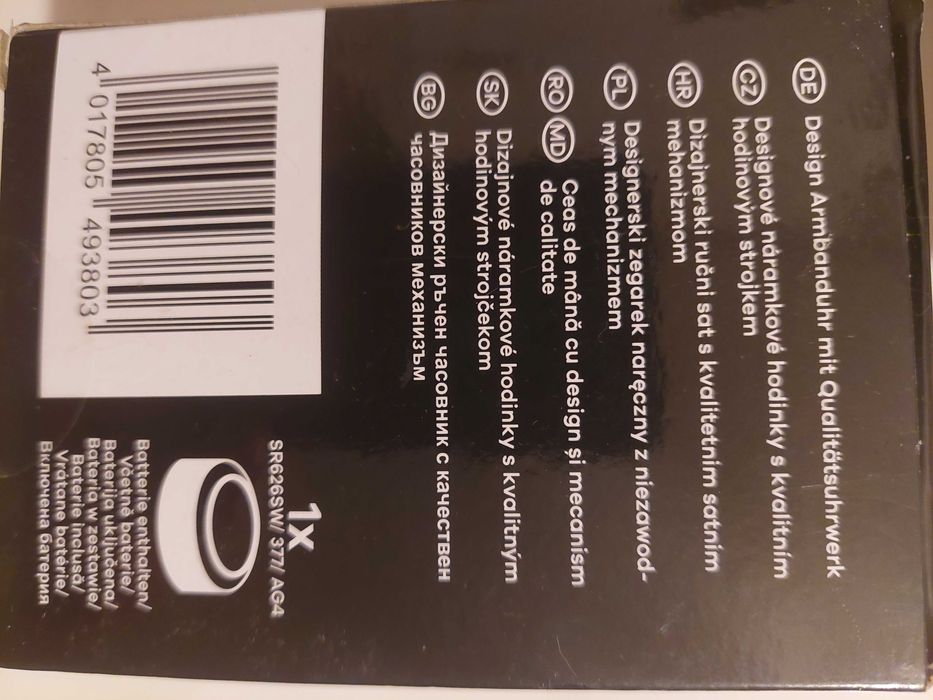 DE Design Armbanduhr mit Qualitätsuhrwerk
CZ Designové náramkové hodinky s kvalitním
hodinovým strojkem
HR Dizajnerski ručni sat s kvalitetnim satnim
mehanizmom
PL Designerski zegarek naręczny z niezawod-
nym mechanizmem
RO MD Ceas de mână cu design și mecanism
de calitate
SK Dizajnové náramkové hodinky s kvalitným
hodinovým strojčekom
BG Дизайнерски ръчен часовник с качествен
часовников механизъм
4 017805 493803
1x
SR626SW/ 377/ AG4
Batterie enthalten/
Včetně baterie/
Baterija uključena/
Bateria w zestawie/
Baterie inclusă/
Vrátane batérie/
Включена батерия